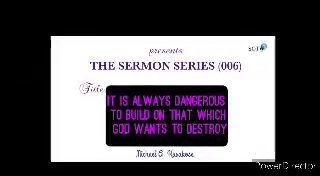 presents
THE SERMON SERIES (006)
Title
IT IS ALWAYS DANGEROUS
TO BUILD ON THAT WHICH
GOD WANTS TO DESTROY
Michael S.
PowerDirector